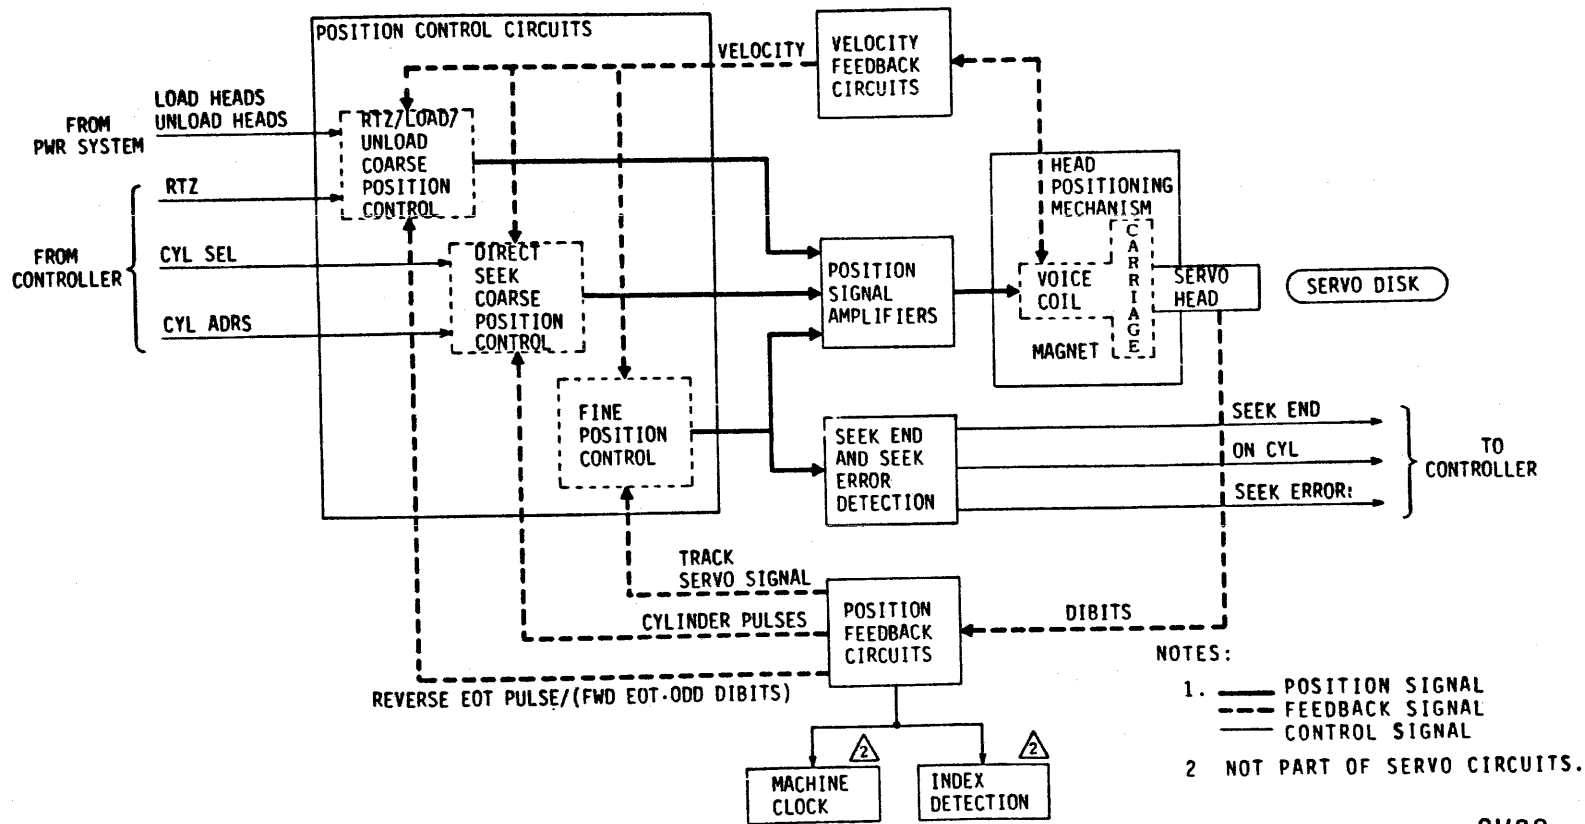 POSITION CONTROL CIRCUITS
VELOCITY
VELOCITY
FEEDBACK
CIRCUITS
LOAD HEADS
UNLOAD HEADS
FROM
PWR SYSTEM
RTZ/LOAD/
UNLOAD
COARSE
POSITION
CONTROL
RTZ
FROM
CONTROLLER
CYL SEL
CYL ADRS
DIRECT
SEEK
COARSE
POSITION
CONTROL
FINE
POSITION
CONTROL
POSITION
SIGNAL
AMPLIFIERS
HEAD
POSITIONING
MECHANISM
VOICE
COIL
CARRIAGE
MAGNET
SERVO
HEAD
SERVO DISK
SEEK END
AND SEEK
ERROR
DETECTION
SEEK END
ON CYL
SEEK ERROR:
TO
CONTROLLER
TRACK
SERVO SIGNAL
CYLINDER PULSES
REVERSE EOT PULSE/(FWD EOT·ODD DIBITS)
POSITION
FEEDBACK
CIRCUITS
DIBITS
2
MACHINE
CLOCK
2
INDEX
DETECTION
NOTES:
1. POSITION SIGNAL
FEEDBACK SIGNAL
CONTROL SIGNAL
2 NOT PART OF SERVO CIRCUITS.